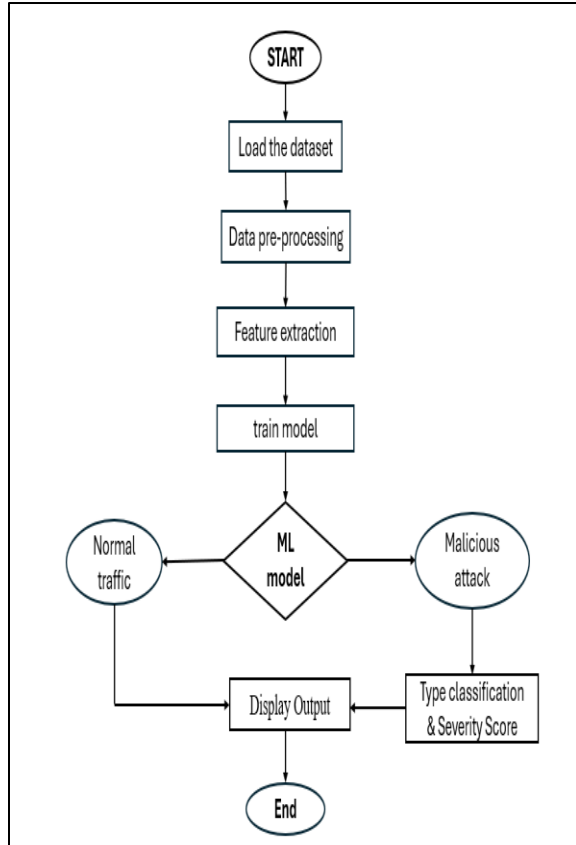 START
Load the dataset
Data pre-processing
Feature extraction
train model
Normal
traffic
ML
model
Malicious
attack
Display Output
Type classification
& Severity Score
End